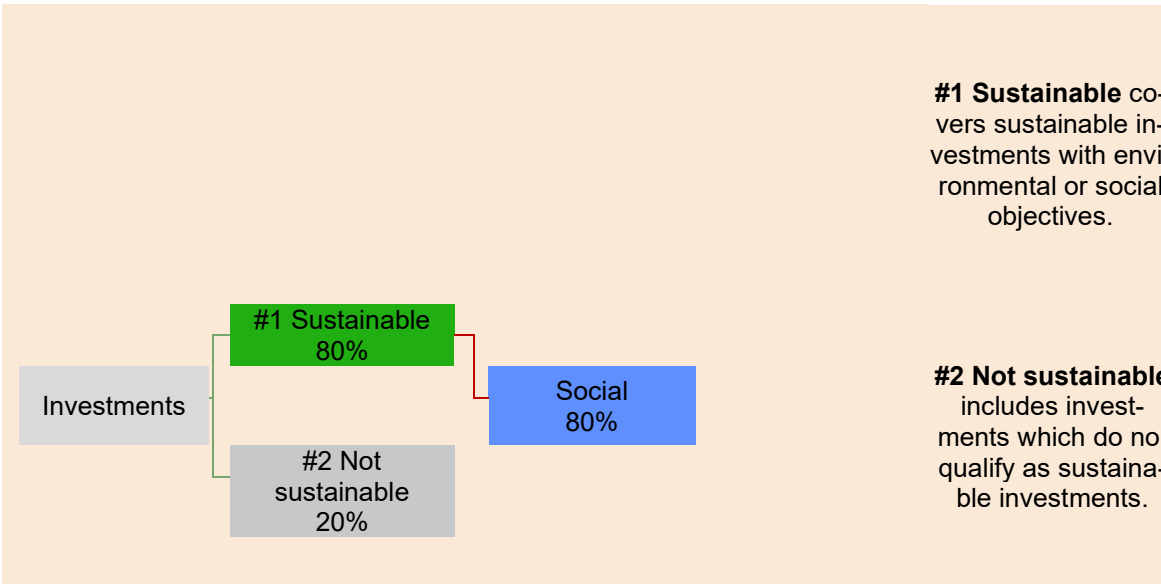 #1 Sustainable co-
vers sustainable in-
vestments with envi
ronmental or social
objectives.
#1 Sustainable
80%
Investments
Social
80%
#2 Not
sustainable
20%
#2 Not sustainable
includes invest-
ments which do no
qualify as sustaina-
ble investments.